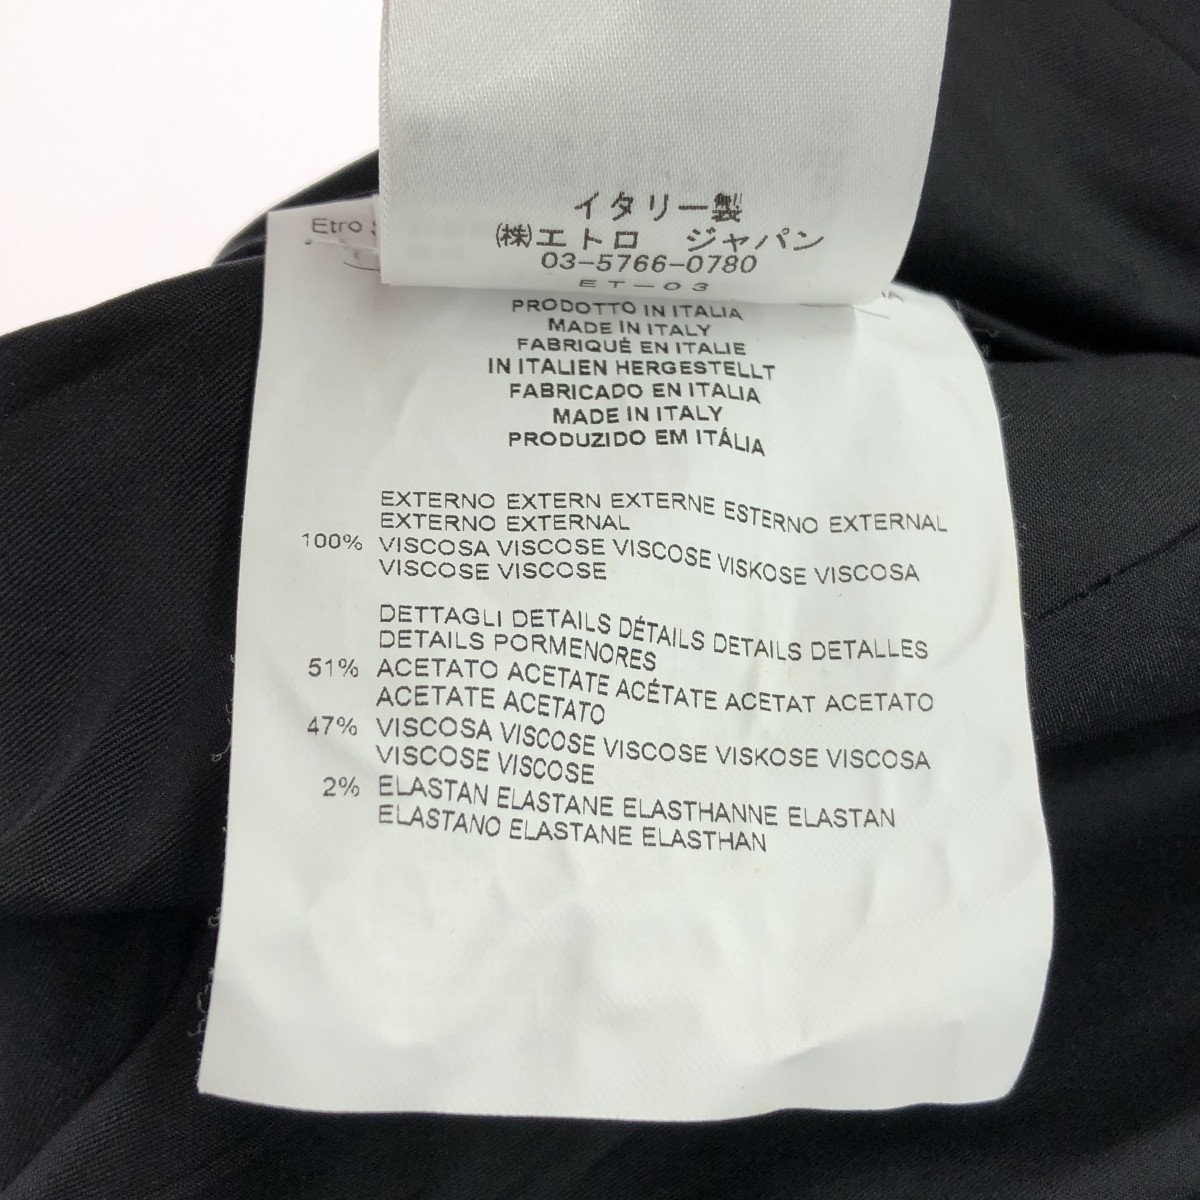 イタリー製
㈱エトロ ジャパン
03-5766-0780
ET-03
Etro
PRODOTTO IN ITALIA
MADE IN ITALY
FABRIQUÉ EN ITALIE
IN ITALIEN HERGESTELLT
FABRICADO EN ITALIA
MADE IN ITALY
PRODUZIDO EM ITÁLIA
EXTERNO EXTERN EXTERNE ESTERNO EXTERNAL
EXTERNO EXTERNAL
100% VISCOSA VISCOSE VISCOSE VISKOSE VISCOSA
VISCOSE VISCOSE
DETTAGLI DETAILS DÉTAILS DETAILS DETALLES
DETAILS PORMENORES
51% ACETATO ACETATE ACÉTATE ACETAT ACETATO
ACETATE ACETATO
47% VISCOSA VISCOSE VISCOSE VISKOSE VISCOSA
VISCOSE VISCOSE
2% ELASTAN ELASTANE ELASTHANNE ELASTAN
ELASTANO ELASTANE ELASTHAN